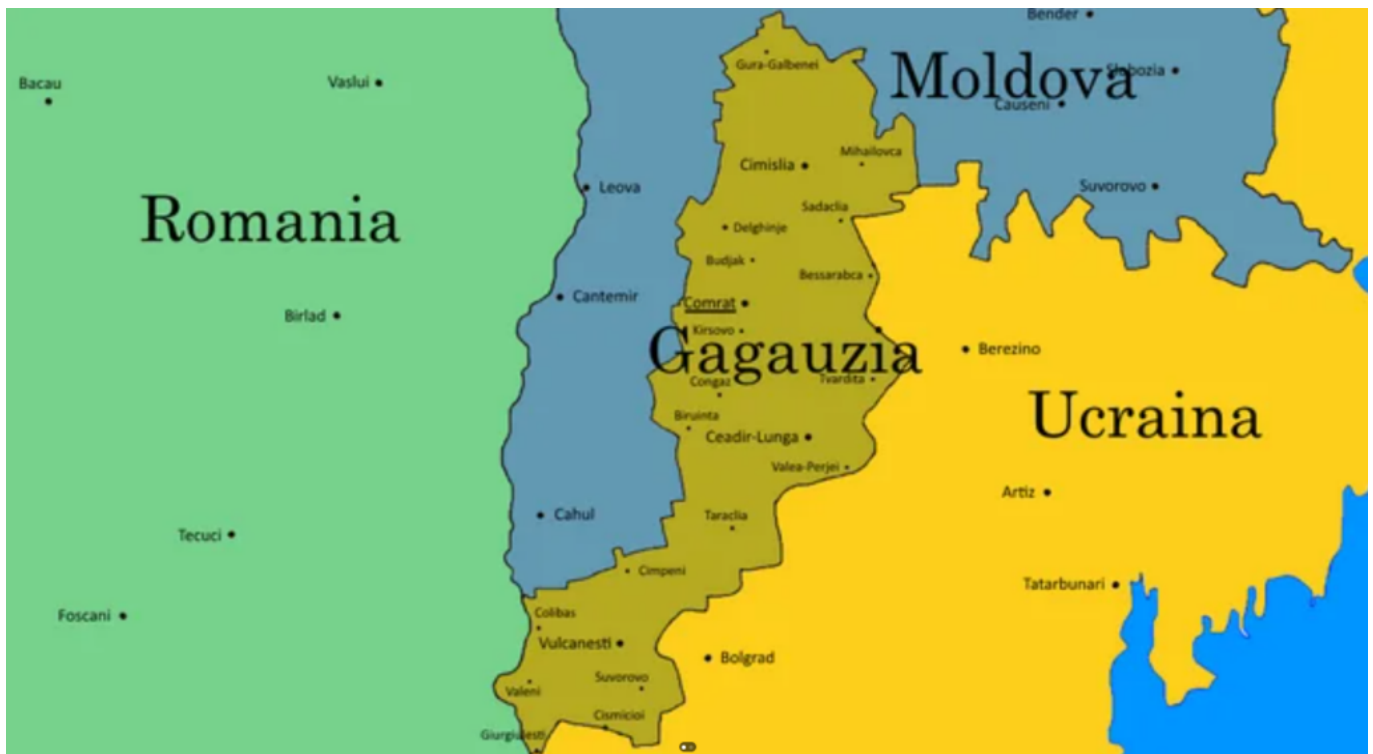 Bender
Moldova
Slobozia
Gura-Galbenei
Bacau
Vaslui
Causeni
Mihailovca
Cimislia
Leova
Suvorovo
Romania
Sadaclia
Delghinje
Budjak
Bessarabca
Cantemir
Comrat
Birlad
Kirsovo
Gagauzia
Berezino
Congaz
Tvardita
Biruinta
Ucraina
Ceadir-Lunga
Valea-Perjei
Artiz
Cahul
Taraclia
Tecuci
Cimpeni
Tatarbunari
Colibas
Foscani
Vulcanesti
Bolgrad
Suvorovo
Valeni
Cismicioi
Giurgiulesti